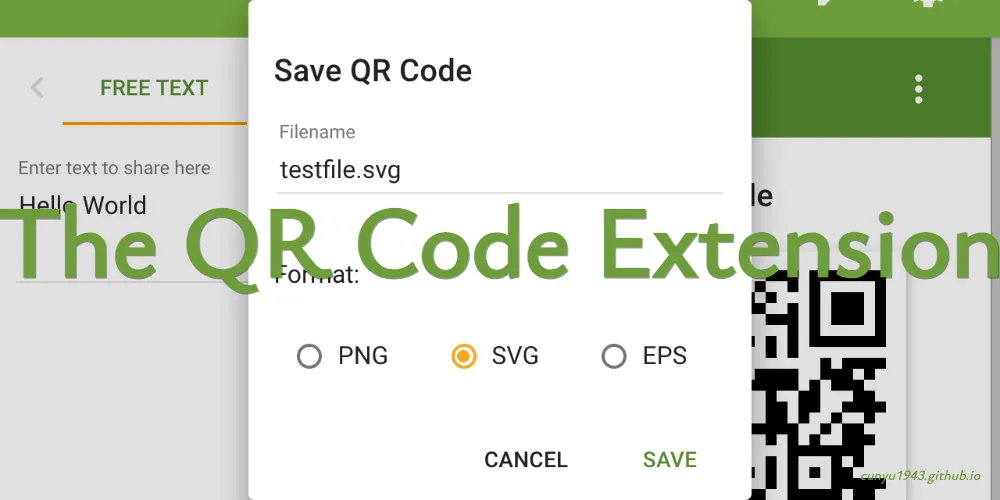 FREE TEXT
Enter text to share here
Hello World
Save QR Code
Filename
testfile.svg
The QR Code Extension
Format:
PNG
SVG
EPS
CANCEL
SAVE
de
cunyu1943.github.io